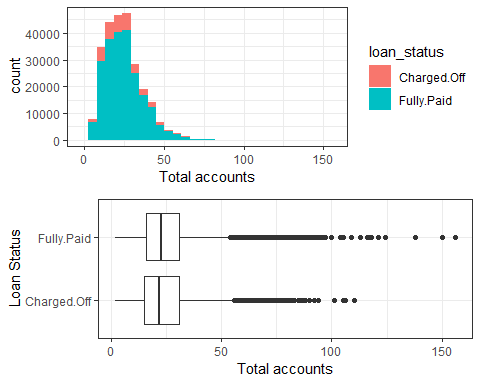 40000
30000
20000
10000
0
count
0 50 100 150
Total accounts
loan_status
Charged.Off
Fully.Paid
Loan Status
Fully.Paid
Charged.Off
0 50 100 150
Total accounts